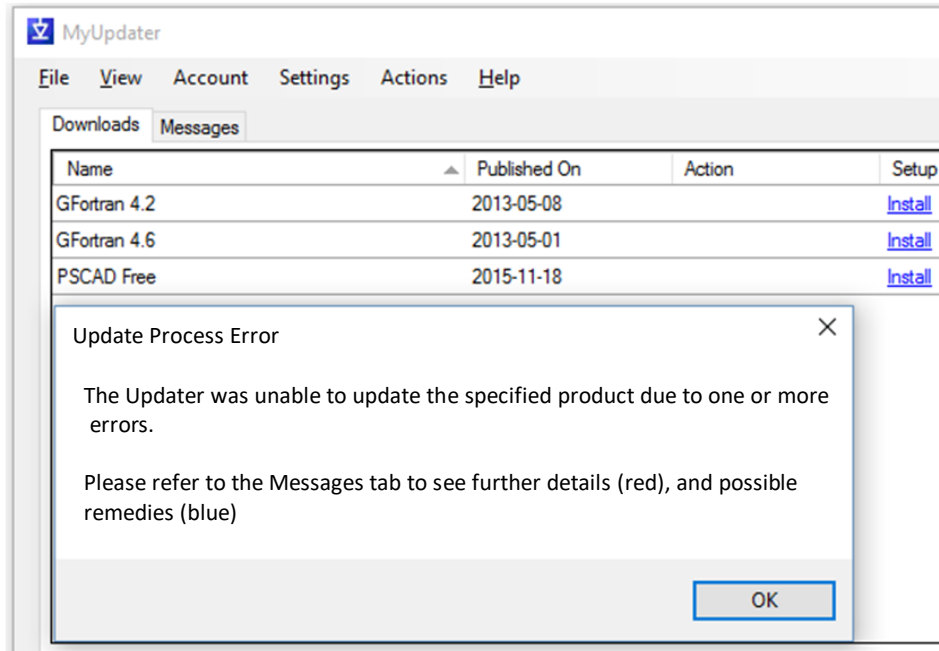 MyUpdater
File View Account Settings Actions Help
Downloads Messages
Name Published On Action Setup
GFortran 4.2 2013-05-08 Install
GFortran 4.6 2013-05-01 Install
PSCAD Free 2015-11-18 Install
Update Process Error
The Updater was unable to update the specified product due to one or more
errors.
Please refer to the Messages tab to see further details (red), and possible
remedies (blue)
OK